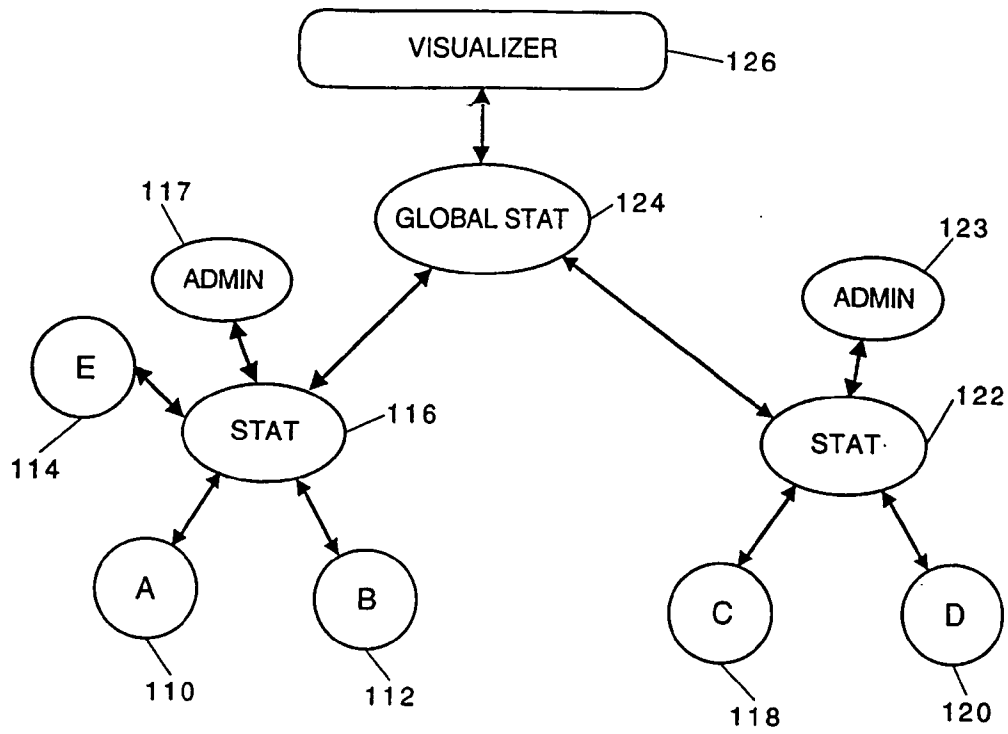 VISUALIZER
126
117
GLOBAL STAT
124
123
ADMIN
ADMIN
E
STAT
116
122
STAT
114
A
B
C
D
110
112
118
120